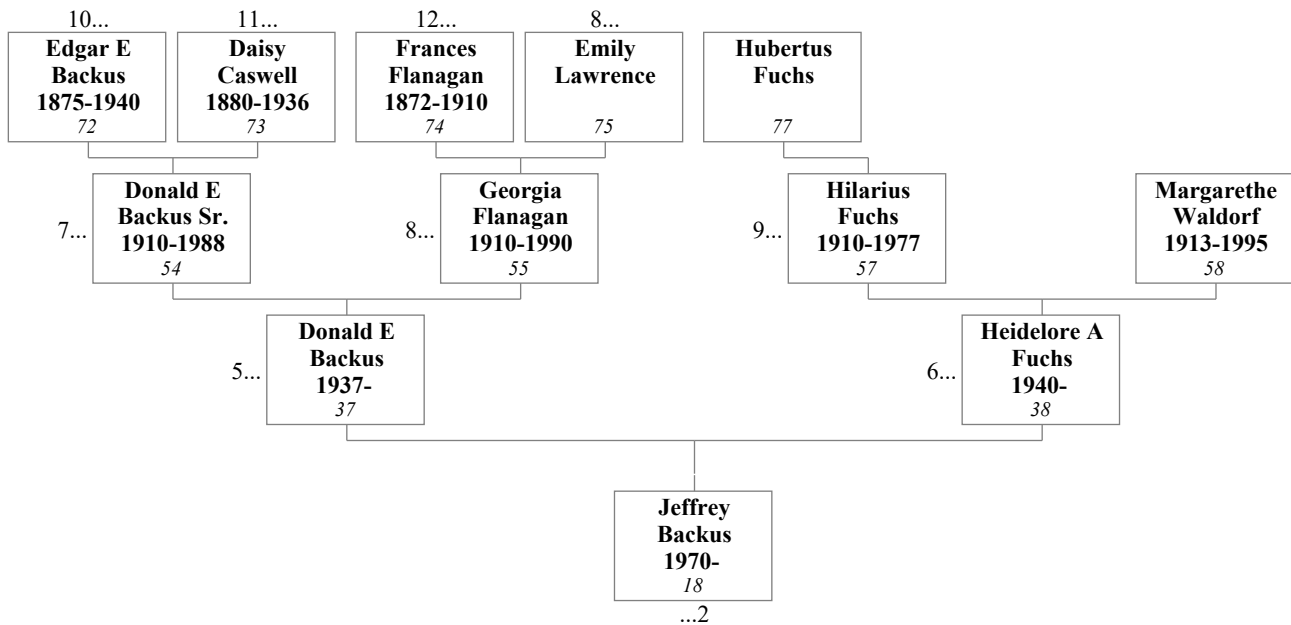 10...
11...
12...
8...
Edgar E
Backus
1875-1940
72
Daisy
Caswell
1880-1936
73
Frances
Flanagan
1872-1910
74
Emily
Lawrence
75
Hubertus
Fuchs
77
7...
Donald E
Backus Sr.
1910-1988
54
8...
Georgia
Flanagan
1910-1990
55
9...
Hilarius
Fuchs
1910-1977
57
Margarethe
Waldorf
1913-1995
58
5...
Donald E
Backus
1937-
37
6...
Heidelore A
Fuchs
1940-
38
Jeffrey
Backus
1970-
18
...2